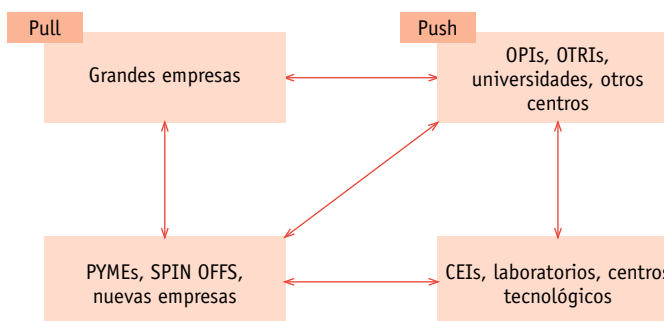 Pull
Push
Grandes empresas
OPIs, OTRIs,
universidades, otros
centros
PYMEs, SPIN OFFS,
nuevas empresas
CEIs, laboratorios, centros
tecnológicos